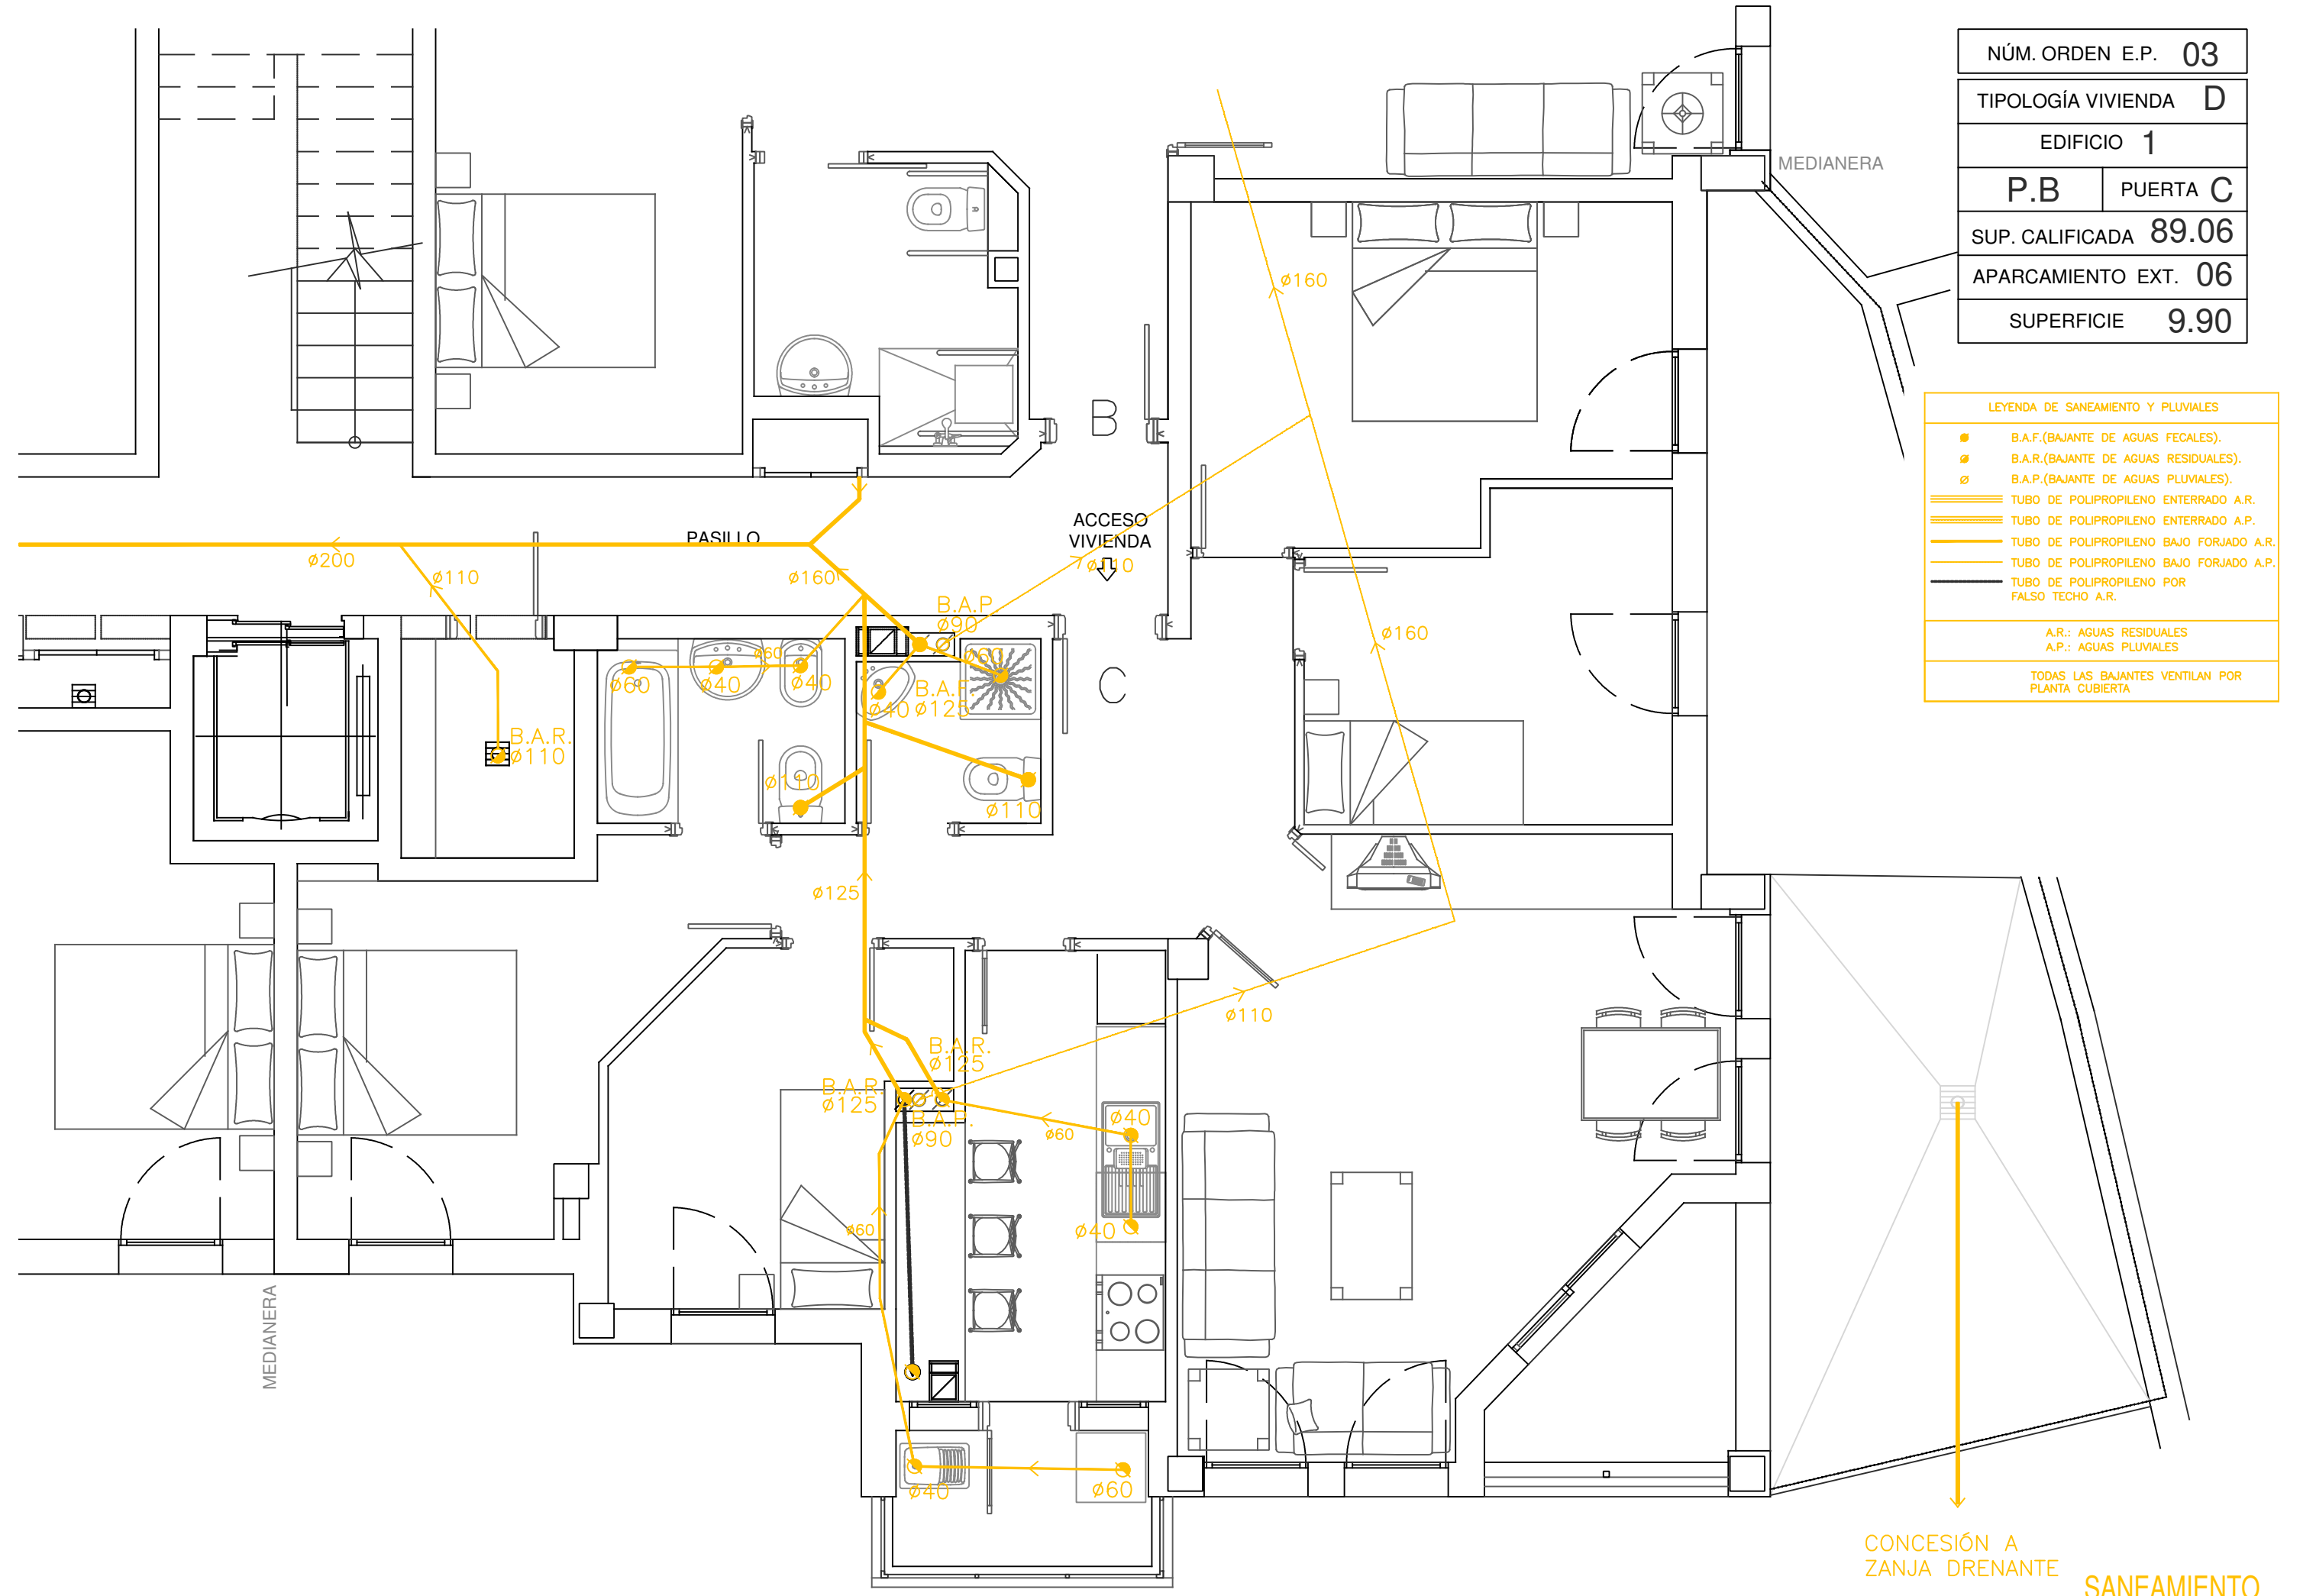 NÚM. ORDEN E.P. 03
TIPOLOGÍA VIVIENDA D
EDIFICIO 1
P.B PUERTA C
SUP. CALIFICADA 89.06
APARCAMIENTO EXT. 06
SUPERFICIE 9.90
MEDIANERA
LEYENDA DE SANEAMIENTO Y PLUVIALES
B.A.F.(BAJANTE DE AGUAS FECALES).
B.A.R.(BAJANTE DE AGUAS RESIDUALES).
B.A.P.(BAJANTE DE AGUAS PLUVIALES).
TUBO DE POLIPROPILENO ENTERRADO A.R.
TUBO DE POLIPROPILENO ENTERRADO A.P.
TUBO DE POLIPROPILENO BAJO FORJADO A.R.
TUBO DE POLIPROPILENO BAJO FORJADO A.P.
TUBO DE POLIPROPILENO POR
FALSO TECHO A.R.
A.R.: AGUAS RESIDUALES
A.P.: AGUAS PLUVIALES
TODAS LAS BAJANTES VENTILAN POR
PLANTA CUBIERTA
ø160
B
ACCESO
VIVIENDA
PASILLO
ø200
ø110
ø160
ø110
B.A.P.
ø90
ø160
ø60
ø60
ø60
ø40
ø40
C
B.A.F.
ø40
ø125
B.A.R.
ø110
ø110
ø110
ø125
ø110
B.A.R.
ø125
B.A.R.
ø125
B.A.P.
ø90
ø40
ø60
ø60
ø40
MEDIANERA
ø40
ø60
CONCESIÓN A
ZANJA DRENANTE
SANEAMIENTO